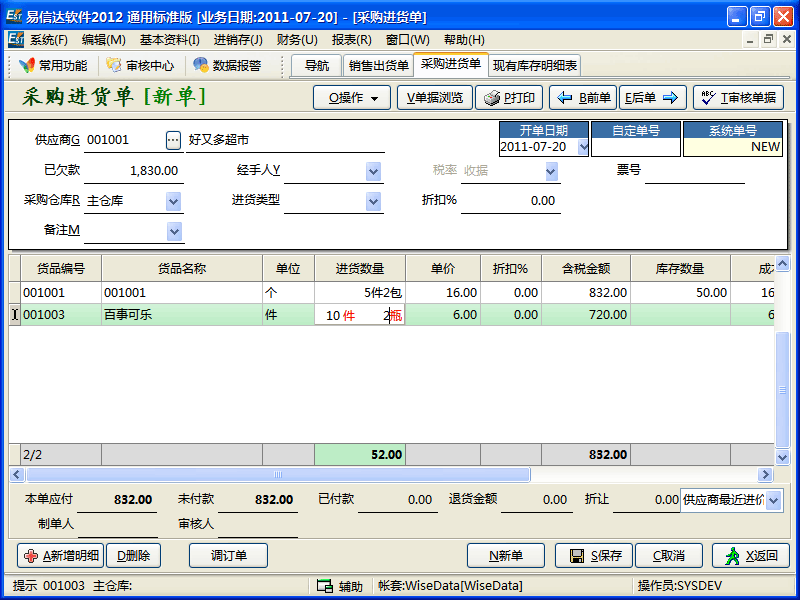 易信达软件2012 通用标准版 [业务日期:2011-07-20] - [采购进货单]
系统(F) 编辑(M) 基本资料(I) 进销存(J) 财务(U) 报表(R) 窗口(W) 帮助(H)
常用功能 审核中心 数据报警 导航 销售出货单 采购进货单 现有库存明细表
采购进货单 [新单] O操作 V单据浏览 P打印 B前单 E后单 T审核单据
供应商G 001001 好又多超市 开单日期 自定单号 系统单号
2011-07-20 NEW
已欠款 1,830.00 经手人Y 税率 收据 票号
采购仓库R 主仓库 进货类型 折扣% 0.00
备注M
货品编号 货品名称 单位 进货数量 单价 折扣% 含税金额 库存数量
001001 001001 个 5件2包 16.00 0.00 832.00 50.00 16
001003 百事可乐 件 10 件 2瓶 6.00 0.00 720.00 6
2/2 52.00 832.00
本单应付 832.00 未付款 832.00 已付款 0.00 退货金额 0.00 折让 0.00 供应商最近进价
制单人 审核人
A新增明细 D删除 调订单 N新单 S保存 C取消 X返回
提示 001003 主仓库: 辅助 帐套:WiseData[WiseData] 操作员:SYSDEV